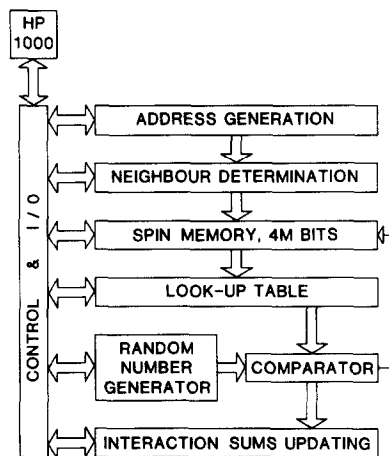 HP
1000
ADDRESS GENERATION
NEIGHBOUR DETERMINATION
SPIN MEMORY, 4M BITS
LOOK-UP TABLE
RANDOM
NUMBER
GENERATOR
COMPARATOR
INTERACTION SUMS UPDATING
CONTROL & I/O